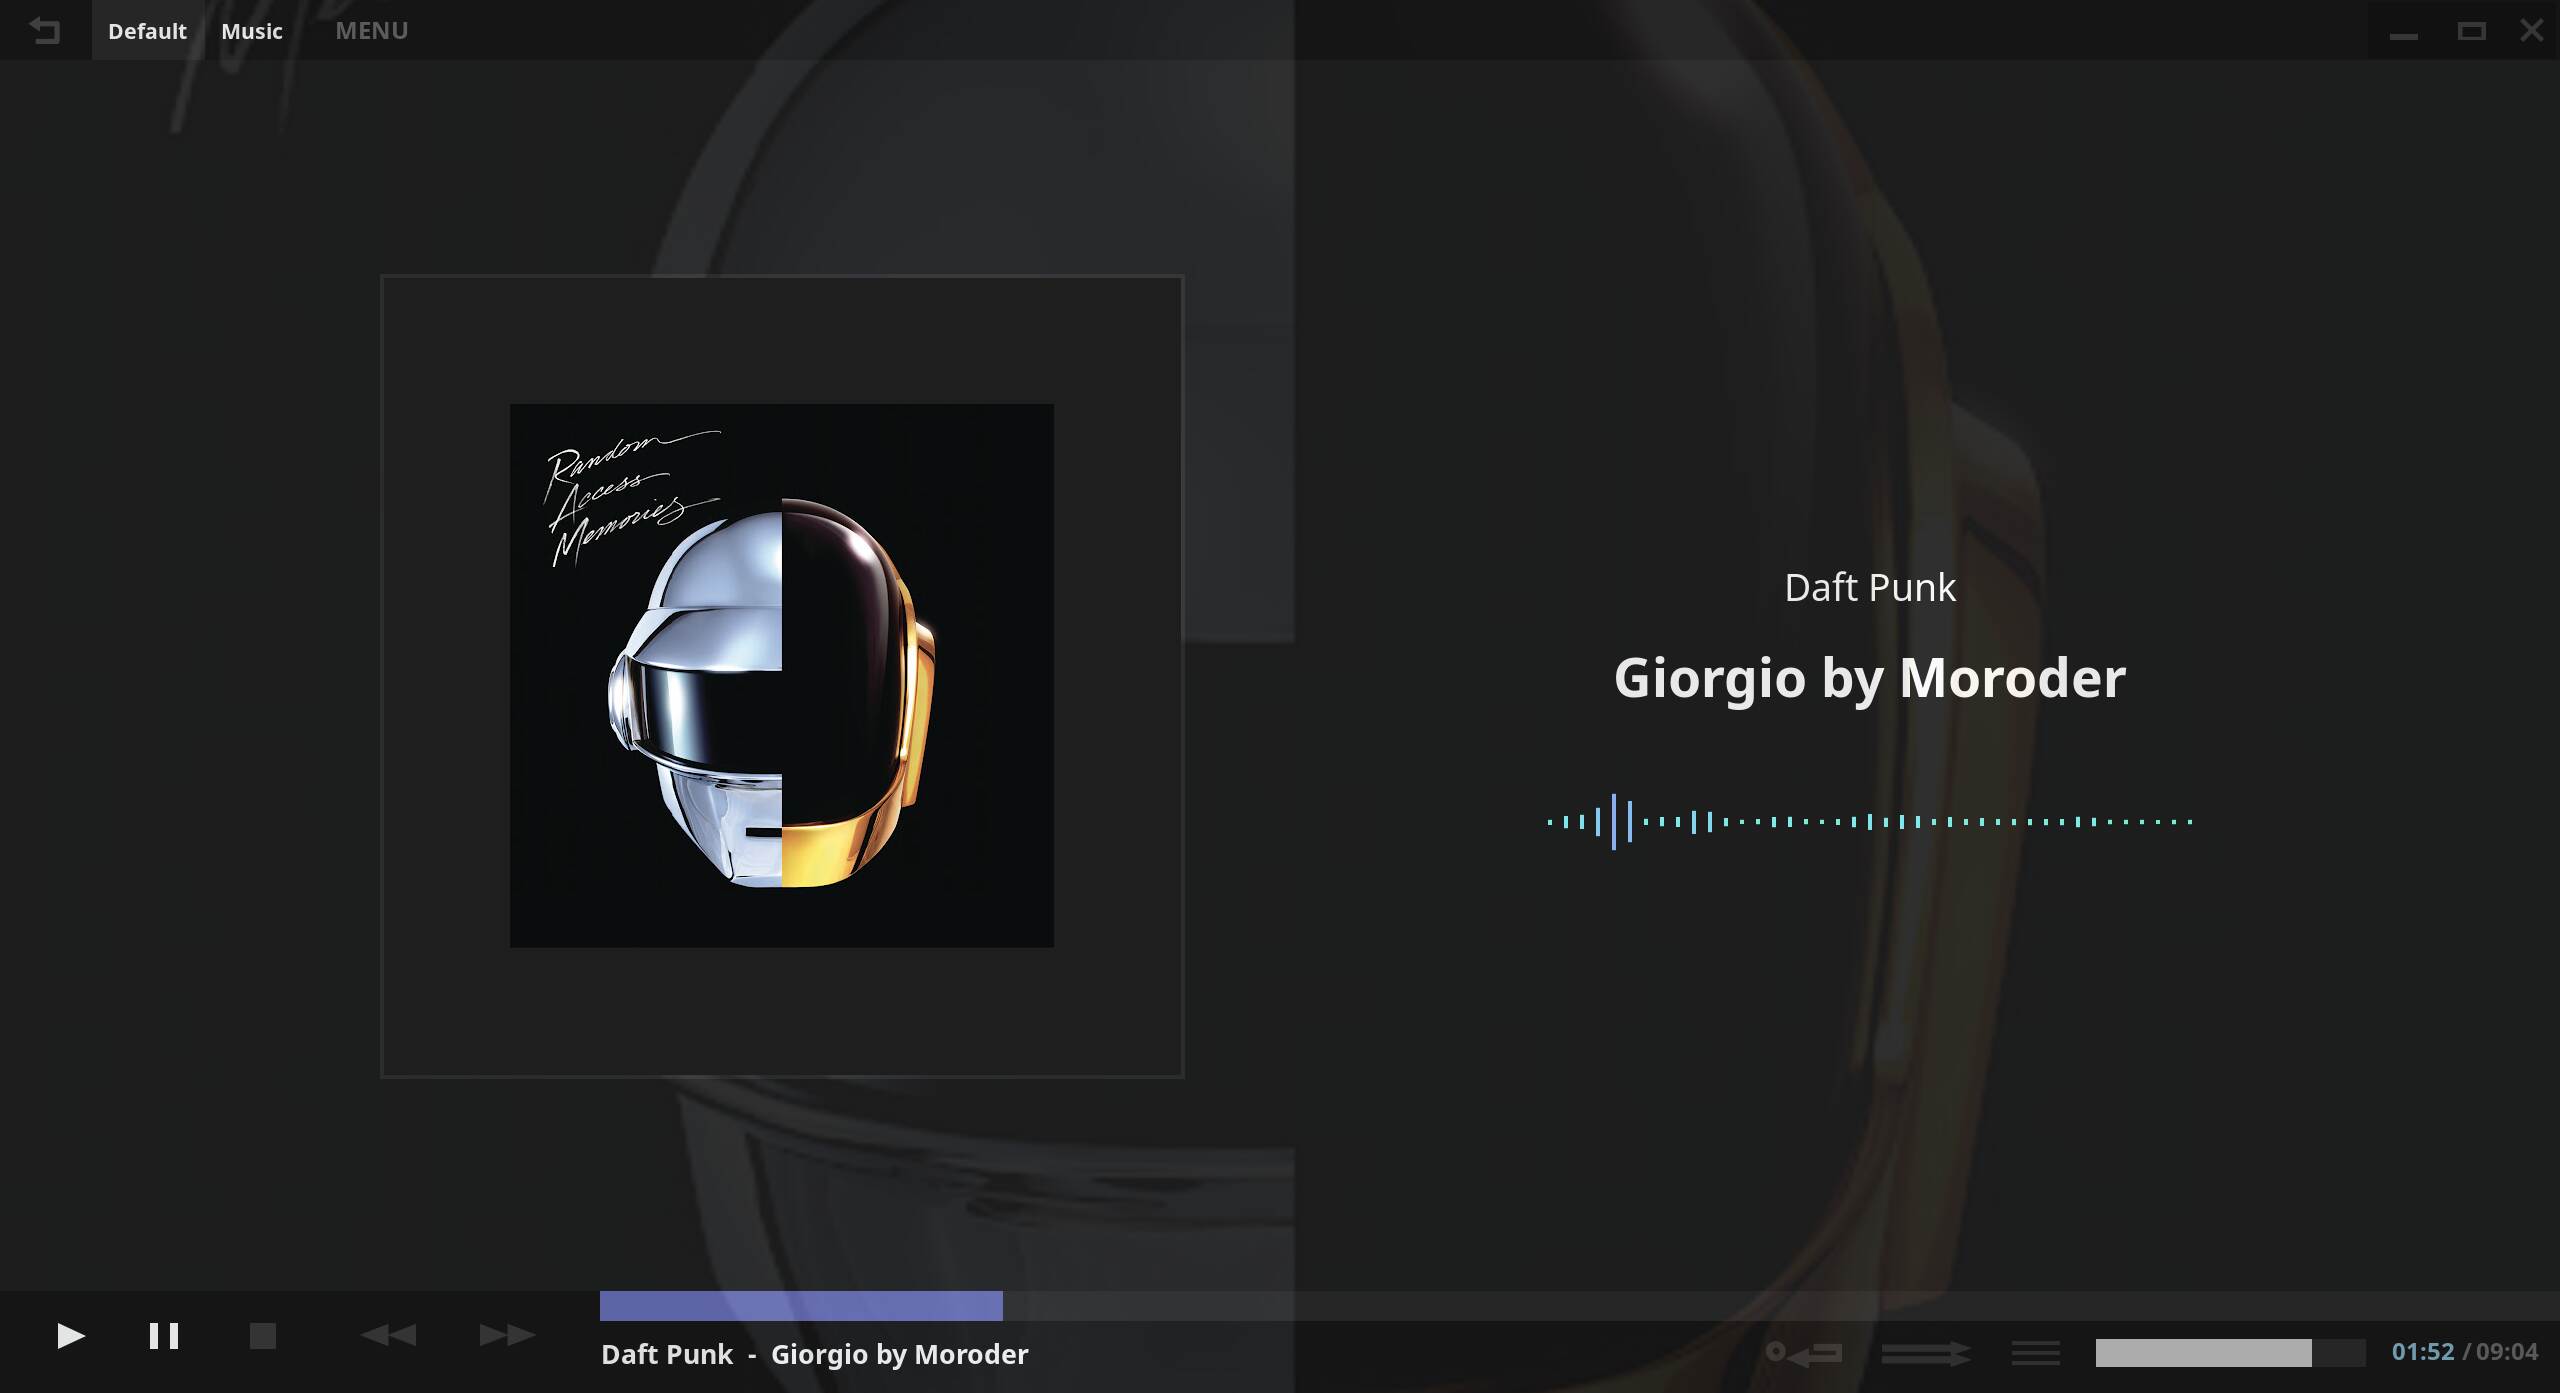 Default Music MENU
Random
Access
Memories
Daft Punk
Giorgio by Moroder
Daft Punk - Giorgio by Moroder
01:52 / 09:04